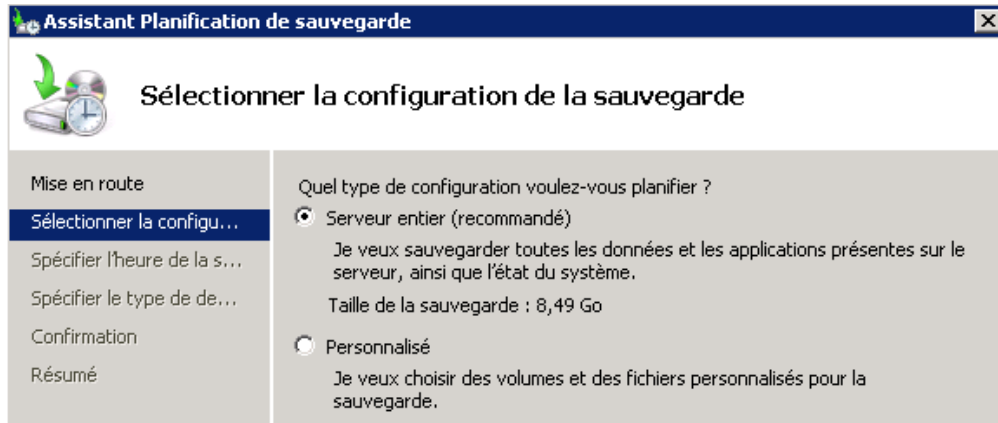 Assistant Planification de sauvegarde
Sélectionner la configuration de la sauvegarde
Mise en route
Sélectionner la configu...
Spécifier l'heure de la s...
Spécifier le type de de...
Confirmation
Résumé
Quel type de configuration voulez-vous planifier ?
Serveur entier (recommandé)
Je veux sauvegarder toutes les données et les applications présentes sur le
serveur, ainsi que l'état du système.
Taille de la sauvegarde : 8,49 Go
Personnalisé
Je veux choisir des volumes et des fichiers personnalisés pour la
sauvegarde.